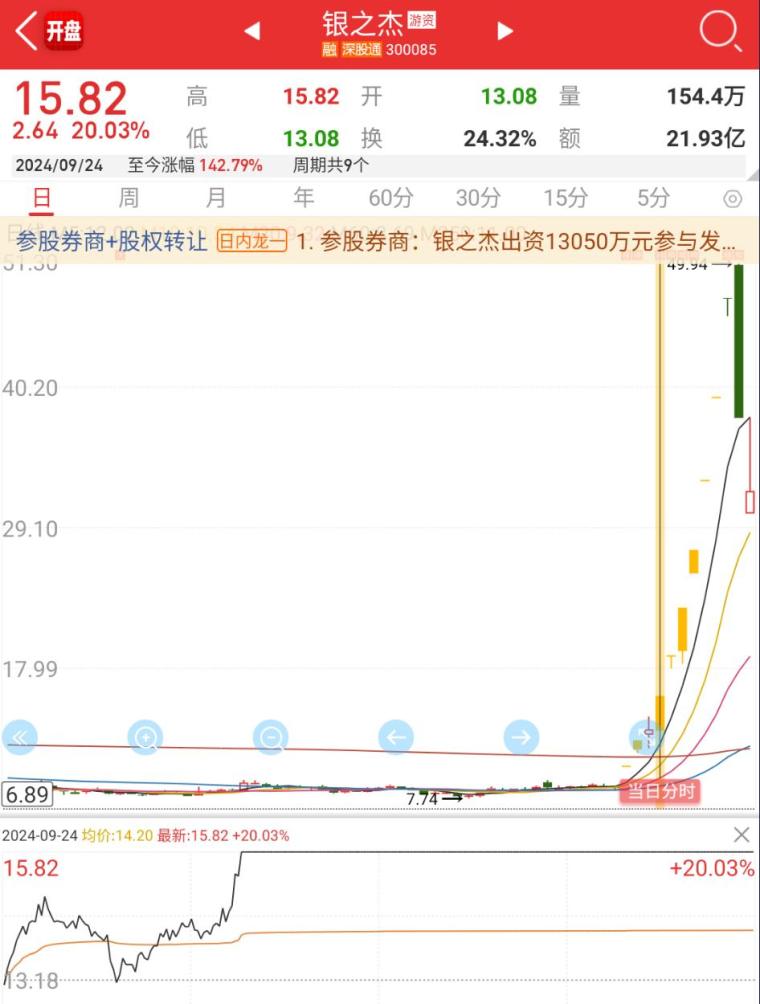 开盘
银之杰 游资
融 深股通 300085
15.82
2.64 20.03%
高 15.82 开 13.08 量 154.4万
低 13.08 换 24.32% 额 21.93亿
2024/09/24 至今涨幅 142.79% 周期共9个
日 周 月 年 60分 30分 15分 5分
参股券商+股权转让 日内龙一 1. 参股券商：银之杰出资13050万元参与发...
51.30
49.94
40.20
29.10
17.99
6.89
7.74
当日分时
2024-09-24 均价:14.20 最新:15.82 +20.03%
15.82 +20.03%
13.18